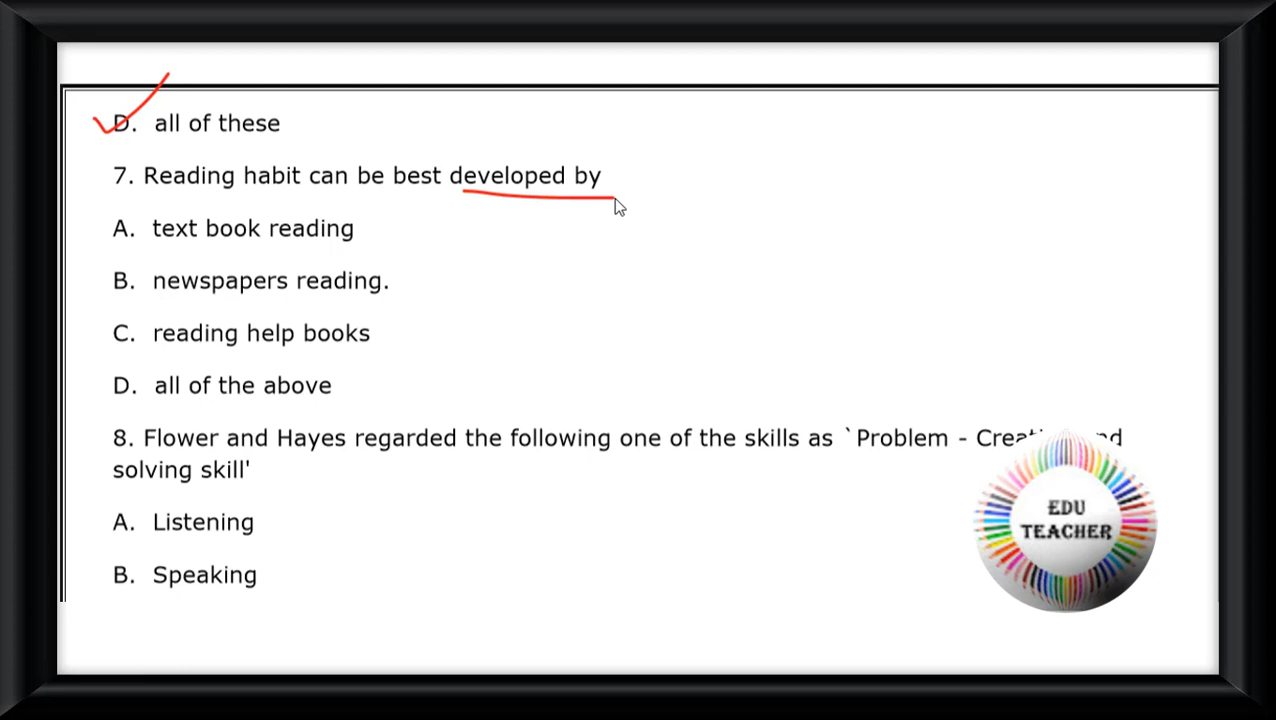 D. all of these
7. Reading habit can be best developed by
A. text book reading
B. newspapers reading.
C. reading help books
D. all of the above
8. Flower and Hayes regarded the following one of the skills as `Problem -
solving skill'
A. Listening
B. Speaking
EDU
TEACHER